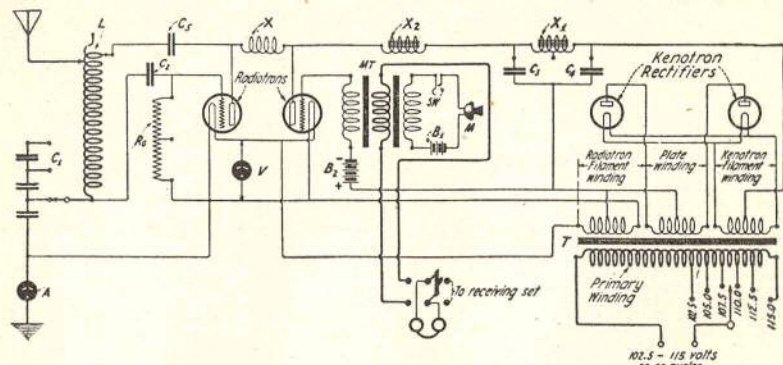 L
C5
X
X2
X1
C2
Radiotrons
MT
C3
C4
Kenotron
Rectifiers
SW
M
B1
R6
C1
V
B2
-
+
Radiotron
Filament
winding
Plate
winding
Kenotron
Filament
winding
T
A
To receiving set
Primary
Winding
102.5
105.0
107.5
110.0
112.5
115.0
102.5 - 115 volts